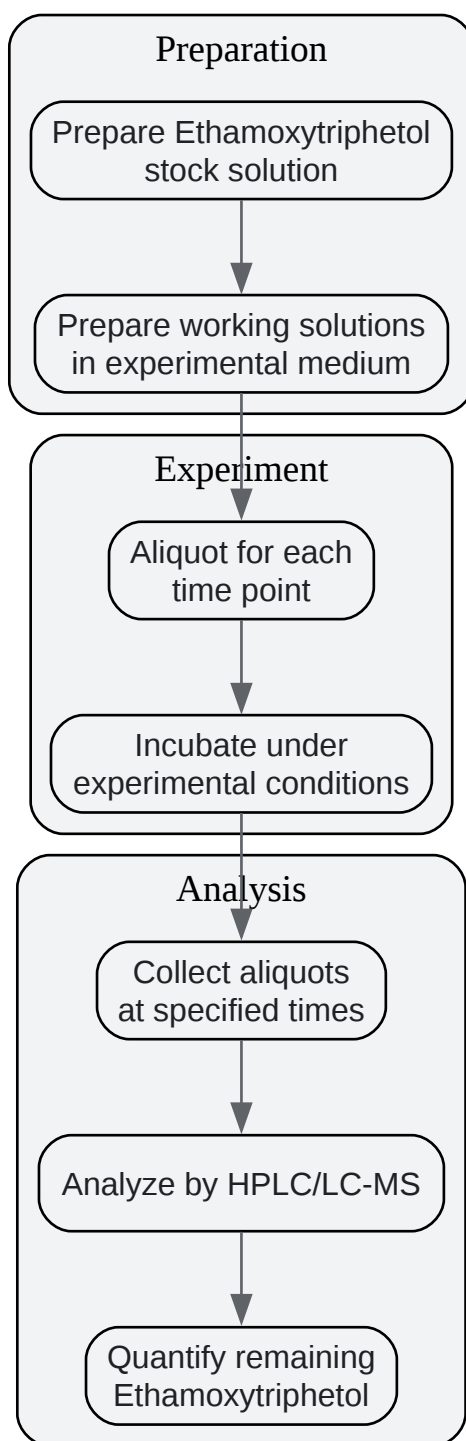 Preparation
Prepare Ethamoxytriphetol
stock solution
Prepare working solutions
in experimental medium
Experiment
Aliquot for each
time point
Incubate under
experimental conditions
Analysis
Collect aliquots
at specified times
Analyze by HPLC/LC-MS
Quantify remaining
Ethamoxytriphetol